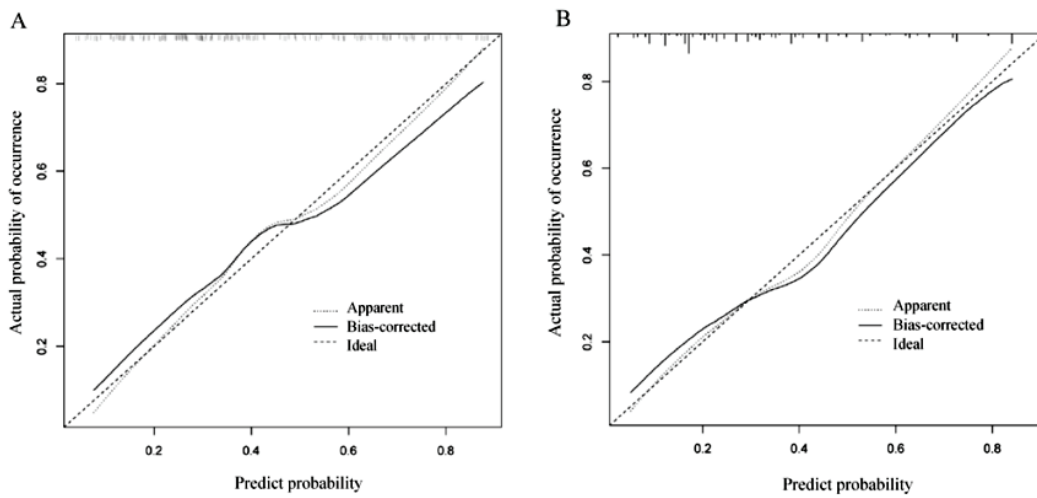 A
Actual probability of occurrence
0.8
0.6
0.4
0.2
Apparent
Bias-corrected
Ideal
0.2 0.4 0.6 0.8
Predict probability
B
Actual probability of occurrence
0.8
0.6
0.4
0.2
Apparent
Bias-corrected
Ideal
0.2 0.4 0.6 0.8
Predict probability